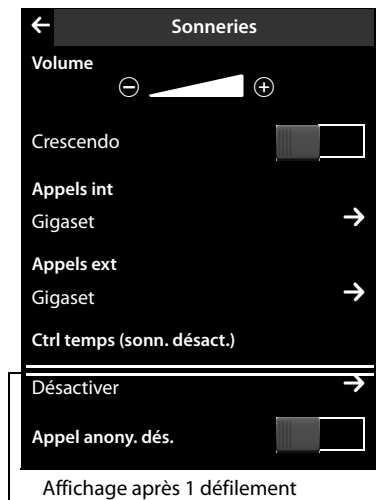 Sonneries
Volume
Crescendo
Appels int
Gigaset
Appels ext
Gigaset
Ctrl temps (sonn. désact.)
Désactiver
Appel anony. dés.
Affichage après 1 défilement